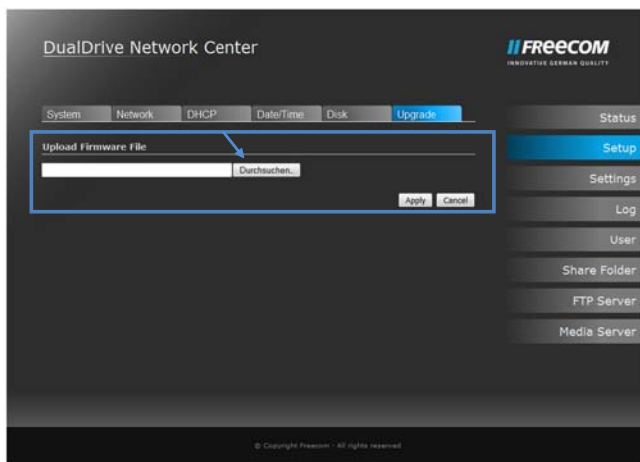 DualDrive Network Center
FREECOM
INNOVATIVE GERMAN QUALITY
System Network DHCP Date/Time Disk Upgrade
Upload Firmware File
Durchsuchen..
Apply Cancel
Status
Setup
Settings
Log
User
Share Folder
FTP Server
Media Server
© Copyright Freecom - All rights reserved